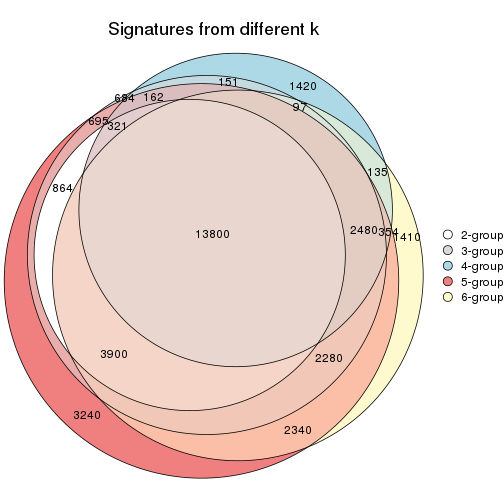 Signatures from different k
151
1420
684
162
97
695
321
135
864
13800
2480
354
1410
2-group
3-group
4-group
5-group
6-group
3900
2280
3240
2340